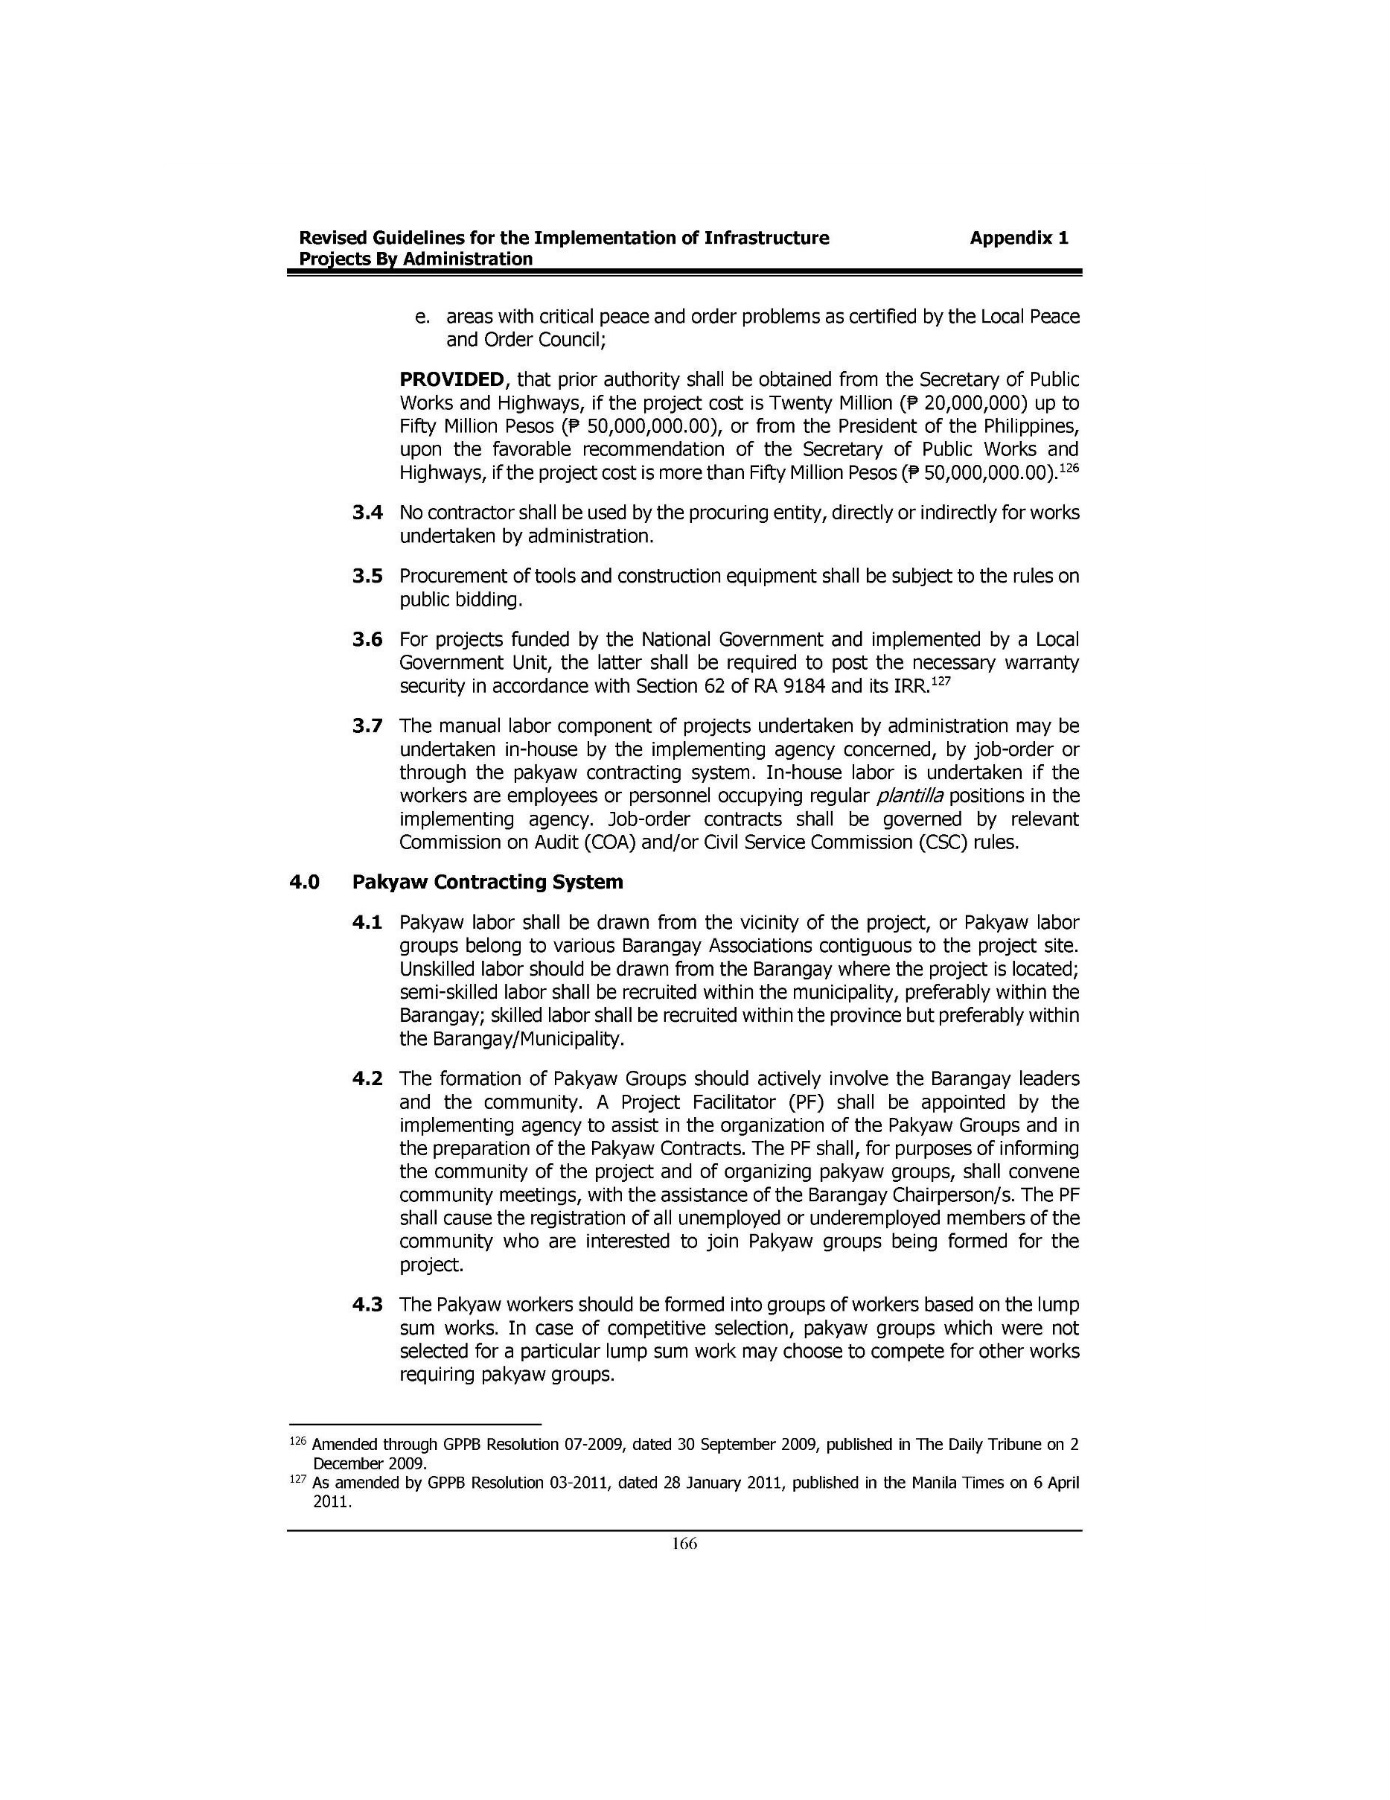 Revised Guidelines for the Implementation of Infrastructure Appendix 1
Projects By Administration
e. areas with critical peace and order problems as certified by the Local Peace
and Order Council;
PROVIDED, that prior authority shall be obtained from the Secretary of Public
Works and Highways, if the project cost is Twenty Million (₱ 20,000,000) up to
Fifty Million Pesos (₱ 50,000,000.00), or from the President of the Philippines,
upon the favorable recommendation of the Secretary of Public Works and
Highways, if the project cost is more than Fifty Million Pesos (₱ 50,000,000.00).126
3.4 No contractor shall be used by the procuring entity, directly or indirectly for works
undertaken by administration.
3.5 Procurement of tools and construction equipment shall be subject to the rules on
public bidding.
3.6 For projects funded by the National Government and implemented by a Local
Government Unit, the latter shall be required to post the necessary warranty
security in accordance with Section 62 of RA 9184 and its IRR.127
3.7 The manual labor component of projects undertaken by administration may be
undertaken in-house by the implementing agency concerned, by job-order or
through the pakyaw contracting system. In-house labor is undertaken if the
workers are employees or personnel occupying regular plantilla positions in the
implementing agency. Job-order contracts shall be governed by relevant
Commission on Audit (COA) and/or Civil Service Commission (CSC) rules.
4.0 Pakyaw Contracting System
4.1 Pakyaw labor shall be drawn from the vicinity of the project, or Pakyaw labor
groups belong to various Barangay Associations contiguous to the project site.
Unskilled labor should be drawn from the Barangay where the project is located;
semi-skilled labor shall be recruited within the municipality, preferably within the
Barangay; skilled labor shall be recruited within the province but preferably within
the Barangay/Municipality.
4.2 The formation of Pakyaw Groups should actively involve the Barangay leaders
and the community. A Project Facilitator (PF) shall be appointed by the
implementing agency to assist in the organization of the Pakyaw Groups and in
the preparation of the Pakyaw Contracts. The PF shall, for purposes of informing
the community of the project and of organizing pakyaw groups, shall convene
community meetings, with the assistance of the Barangay Chairperson/s. The PF
shall cause the registration of all unemployed or underemployed members of the
community who are interested to join Pakyaw groups being formed for the
project.
4.3 The Pakyaw workers should be formed into groups of workers based on the lump
sum works. In case of competitive selection, pakyaw groups which were not
selected for a particular lump sum work may choose to compete for other works
requiring pakyaw groups.
126 Amended through GPPB Resolution 07-2009, dated 30 September 2009, published in The Daily Tribune on 2
December 2009.
127 As amended by GPPB Resolution 03-2011, dated 28 January 2011, published in the Manila Times on 6 April
2011.
166